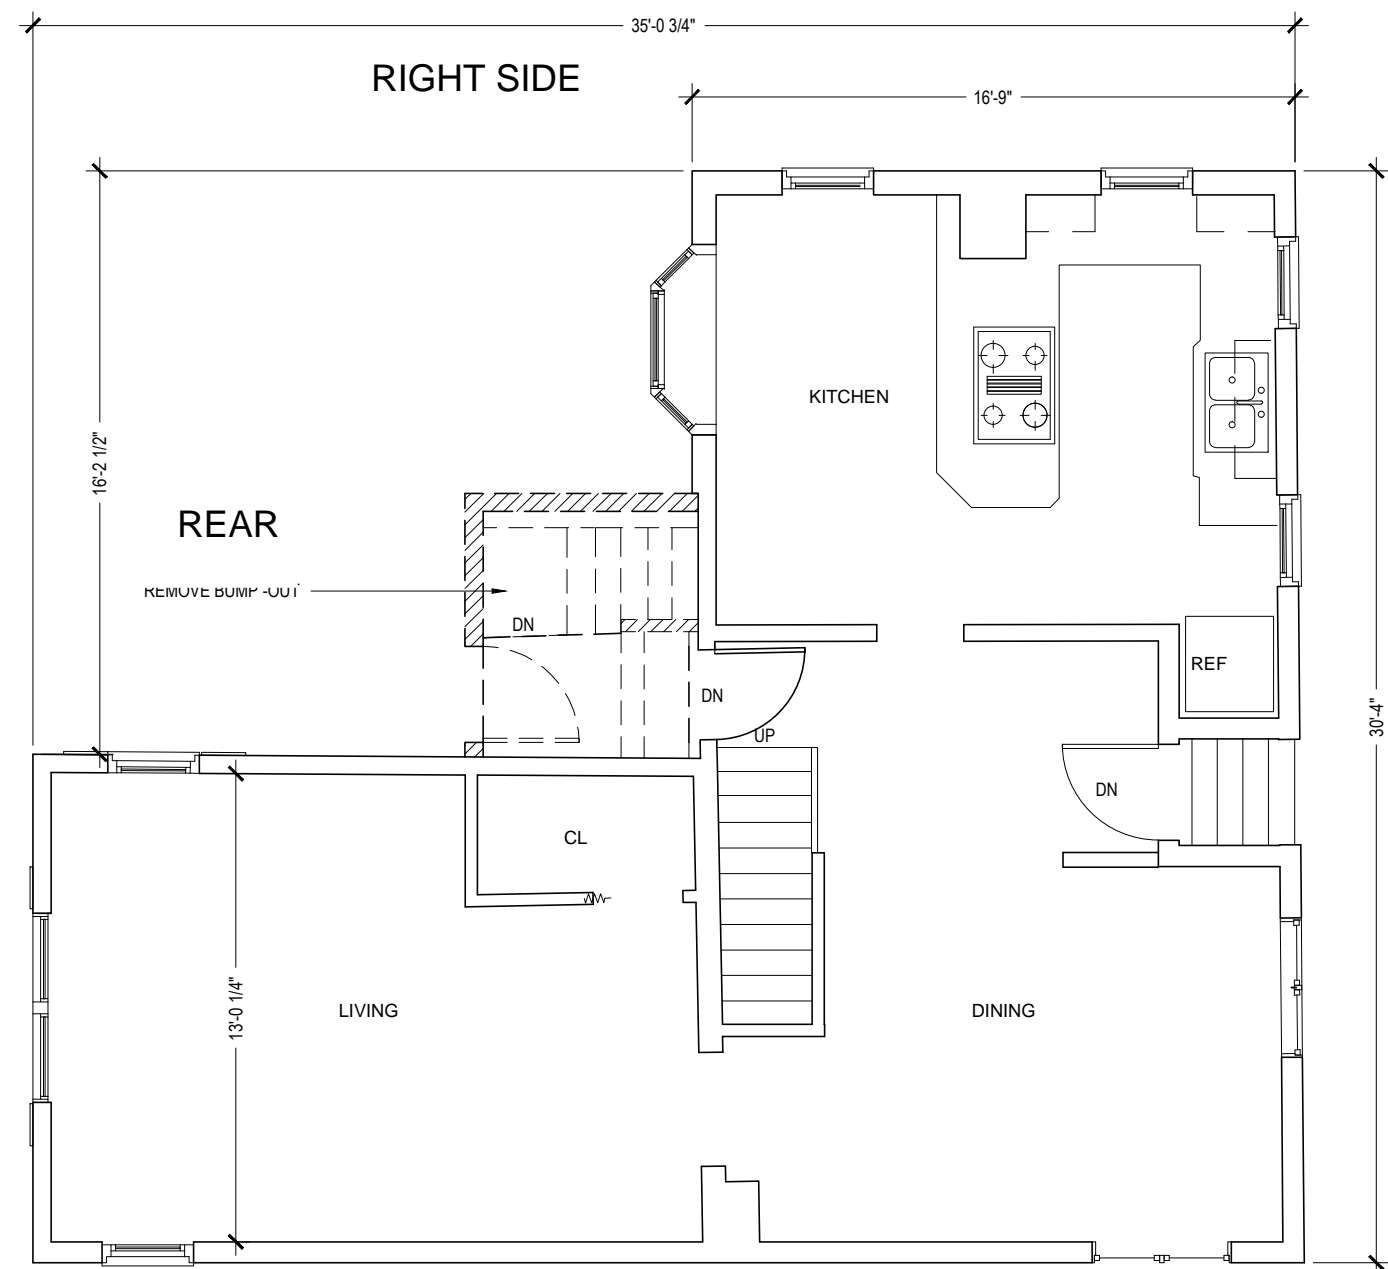 35'-0 3/4"
RIGHT SIDE
16'-9"
KITCHEN
16'-2 1/2"
REAR
REMOVE BUMP -OUT
DN
REF
DN
30'-4"
UP
DN
CL
13'-0 1/4"
LIVING
DINING